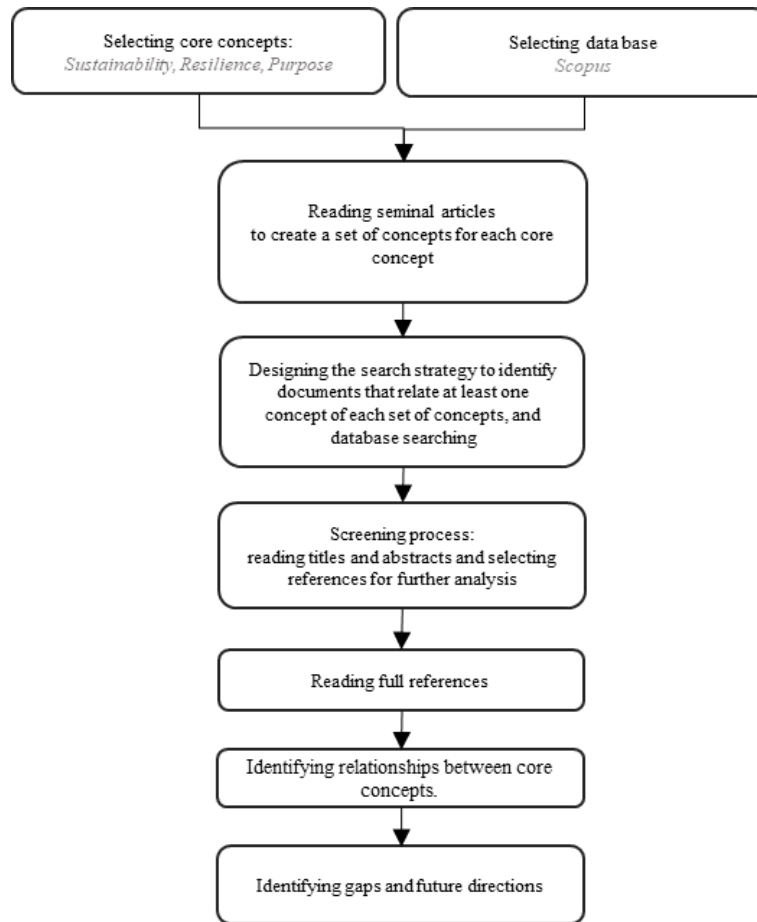 Selecting core concepts:
Sustainability, Resilience, Purpose
Selecting data base
Scopus
Reading seminal articles
to create a set of concepts for each core
concept
Designing the search strategy to identify
documents that relate at least one
concept of each set of concepts, and
database searching
Screening process:
reading titles and abstracts and selecting
references for further analysis
Reading full references
Identifying relationships between core
concepts.
Identifying gaps and future directions